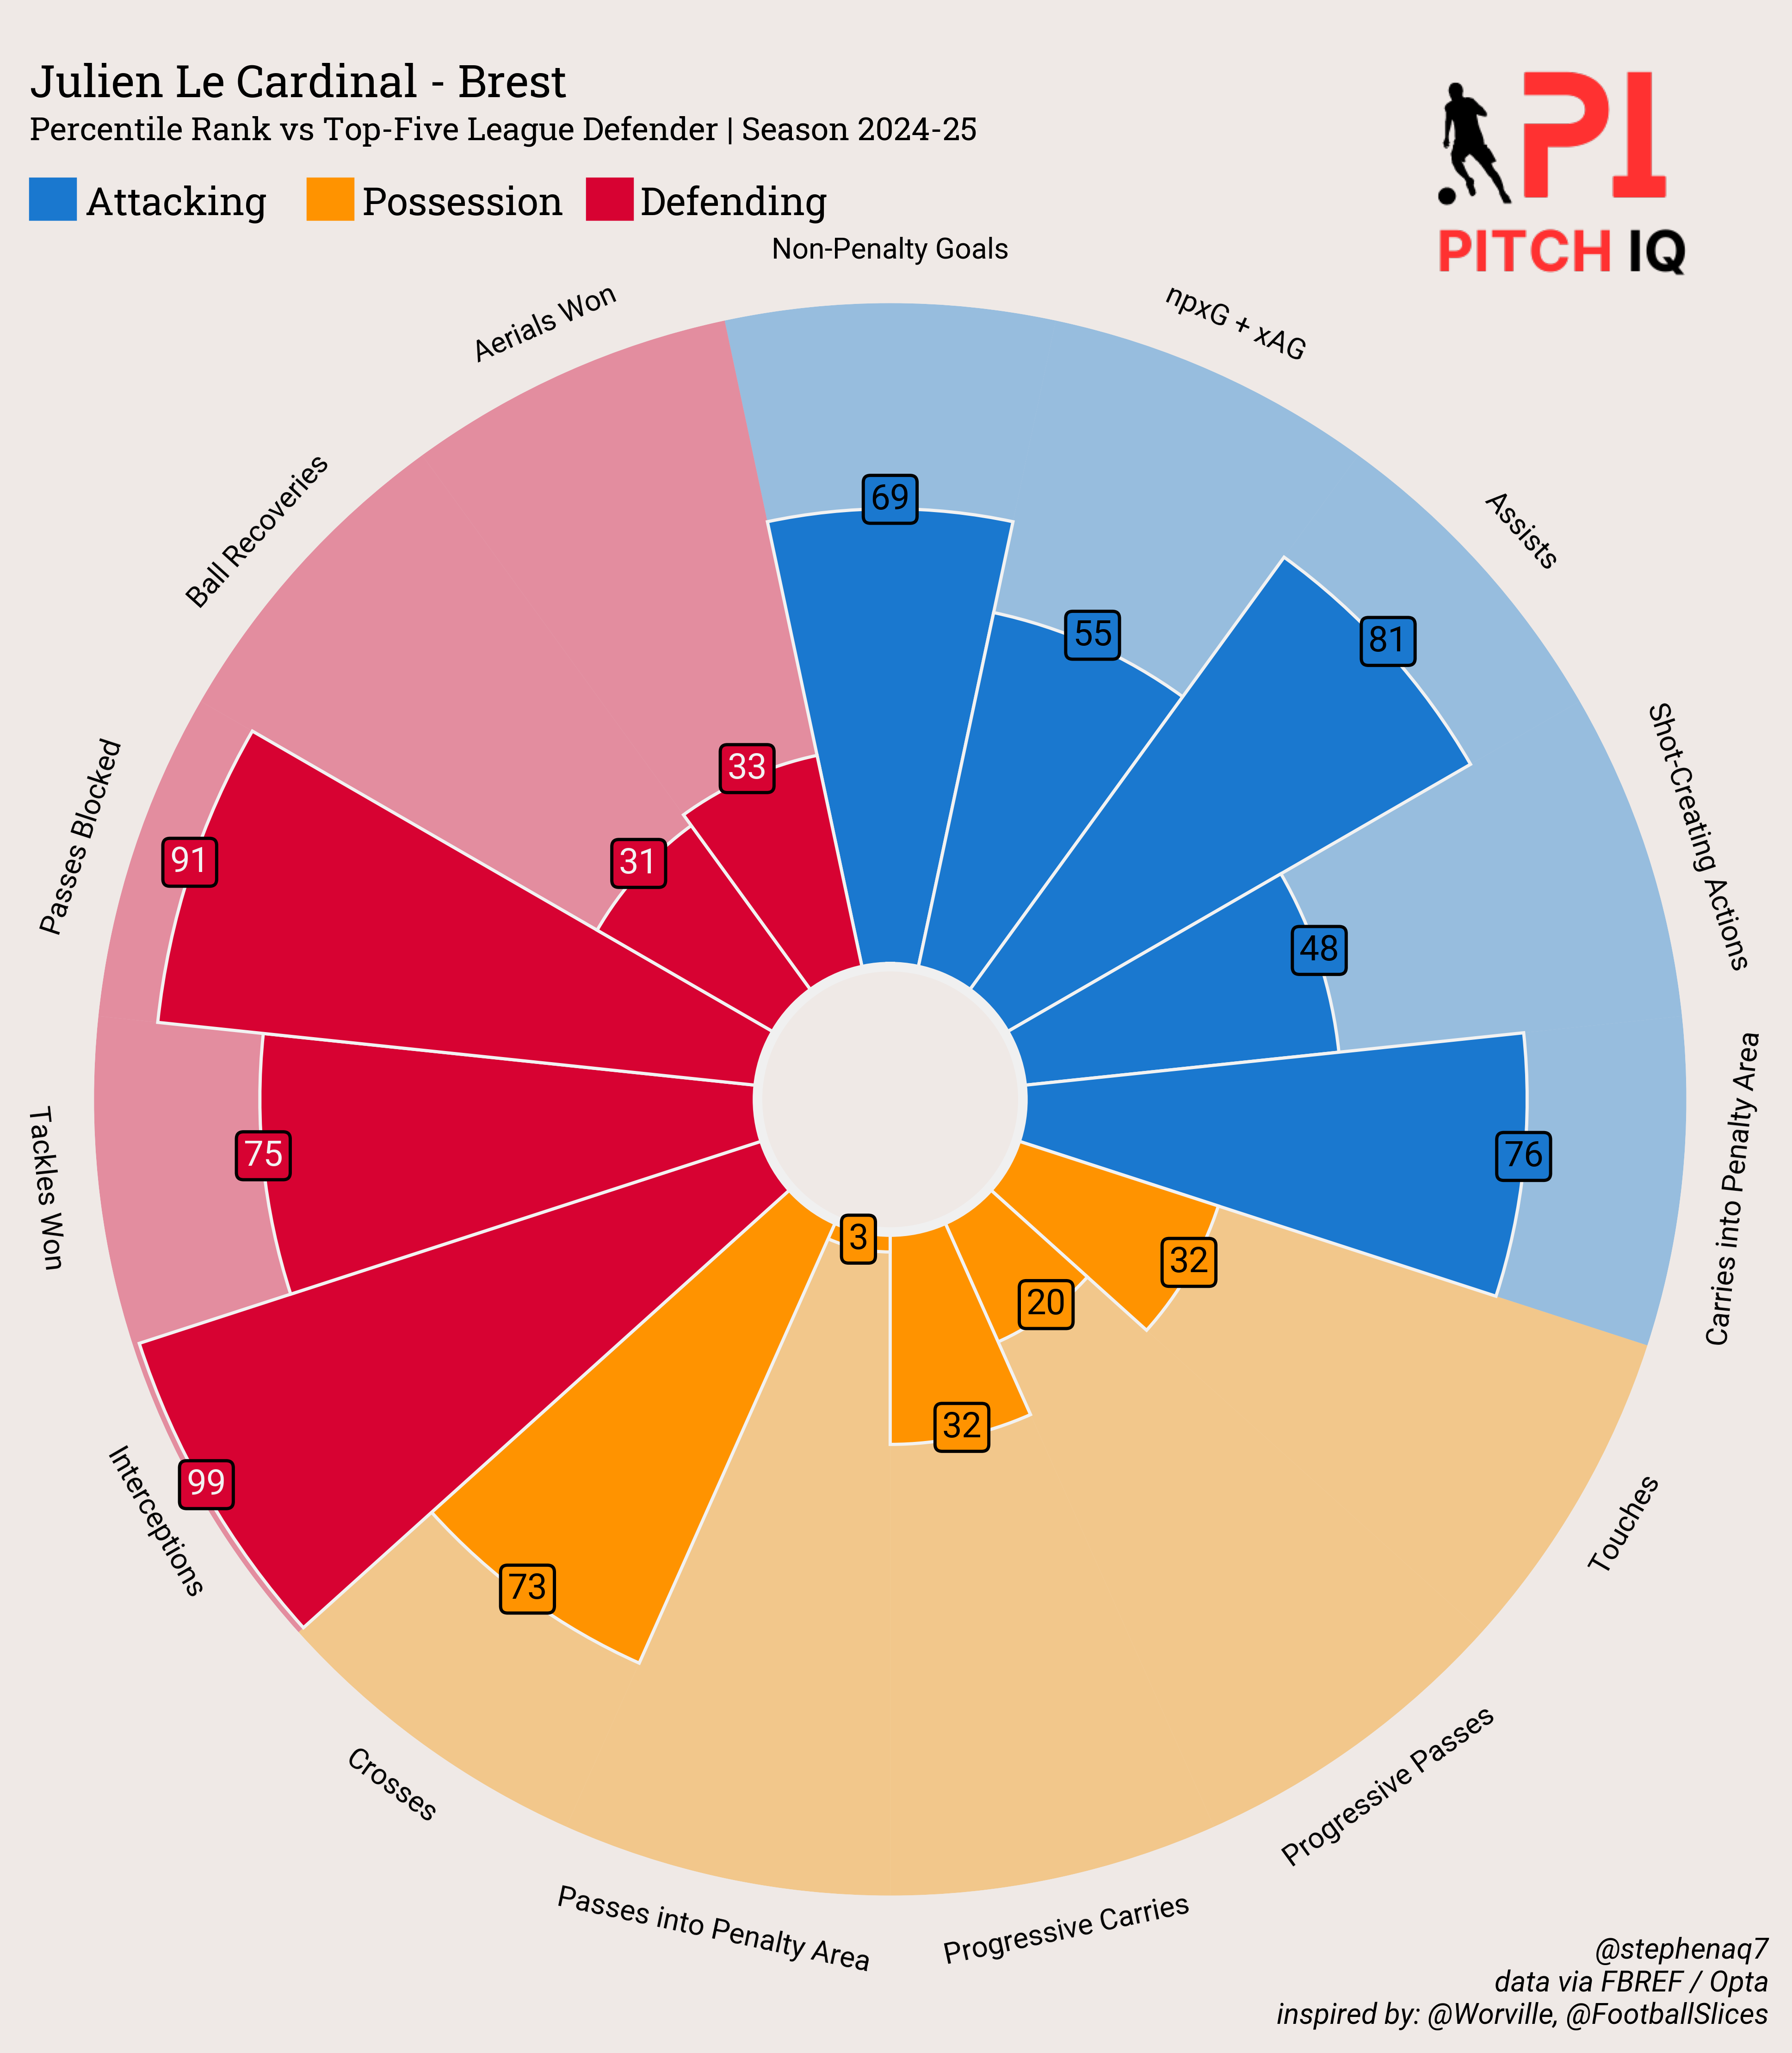 Julien Le Cardinal - Brest
Percentile Rank vs Top-Five League Defender | Season 2024-25
Attacking
Possession
Defending
PI
PITCH IQ
Non-Penalty Goals
69
npxG + xAG
55
Assists
81
Shot-Creating Actions
48
Carries into Penalty Area
76
Touches
32
Progressive Passes
20
Progressive Carries
32
Passes into Penalty Area
3
Crosses
73
Interceptions
99
Tackles Won
75
Passes Blocked
91
Ball Recoveries
31
Aerials Won
33
@stephenaq7
data via FBREF / Opta
inspired by: @Worville, @FootballSlices